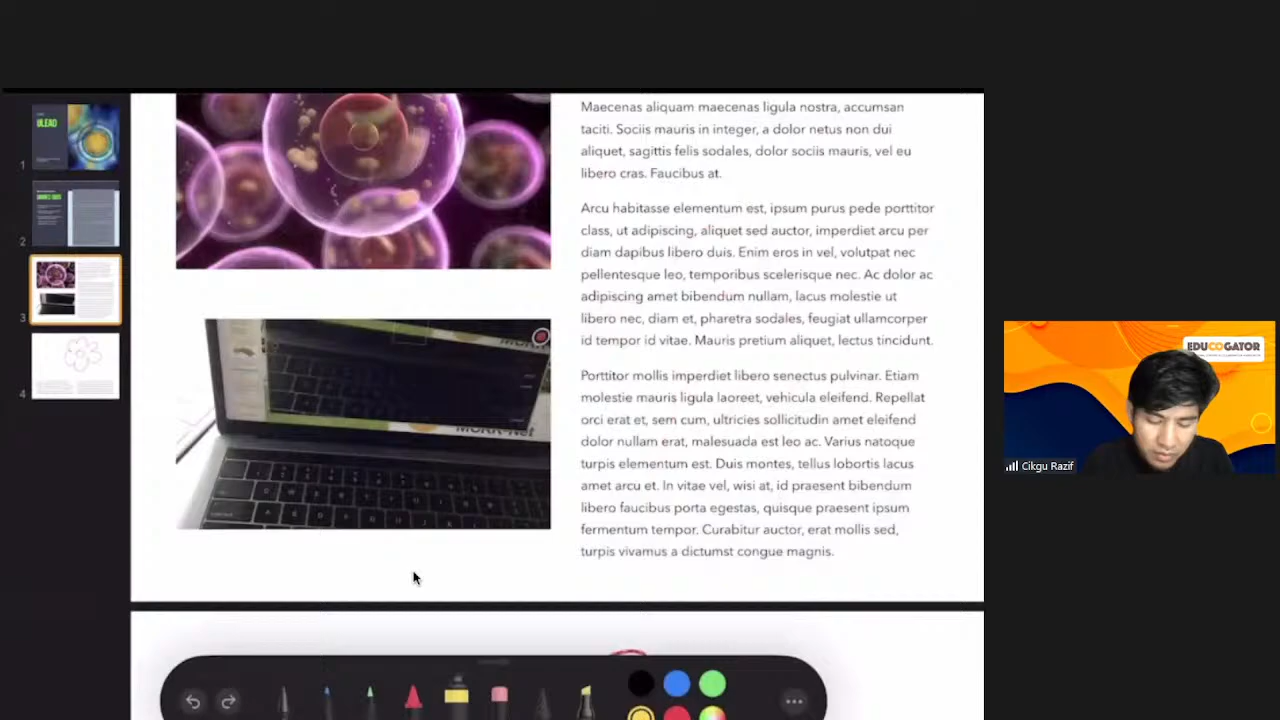 Maecenas aliquam maecenas ligula nostra, accumsan
taciti. Sociis mauris in integer, a dolor netus non dui
aliquet, sagittis felis sodales, dolor sociis mauris, vel eu
libero cras. Faucibus at.
Arcu habitasse elementum est, ipsum purus pede porttitor
class, ut adipiscing, aliquet sed auctor, imperdiet arcu per
diam dapibus libero duis. Enim eros in vel, volutpat nec
pellentesque leo, temporibus scelerisque nec. Ac dolor ac
adipiscing amet bibendum nullam, lacus molestie ut
libero nec, diam et, pharetra sodales, feugiat ullamcorper
id tempor id vitae. Mauris pretium aliquet, lectus tincidunt.
Porttitor mollis imperdiet libero senectus pulvinar. Etiam
molestie mauris ligula laoreet, vehicula eleifend. Repellat
orci erat et, sem cum, ultricies sollicitudin amet eleifend
dolor nullam erat, malesuada est leo ac. Varius natoque
turpis elementum est. Duis montes, tellus lobortis lacus
amet arcu et. In vitae vel, wisi at, id praesent bibendum
libero faucibus porta egestas, quisque praesent ipsum
fermentum tempor. Curabitur auctor, erat mollis sed,
turpis vivamus a dictumst congue magnis.
1
2
3
4
EDUCOGATOR
Cikgu Razif